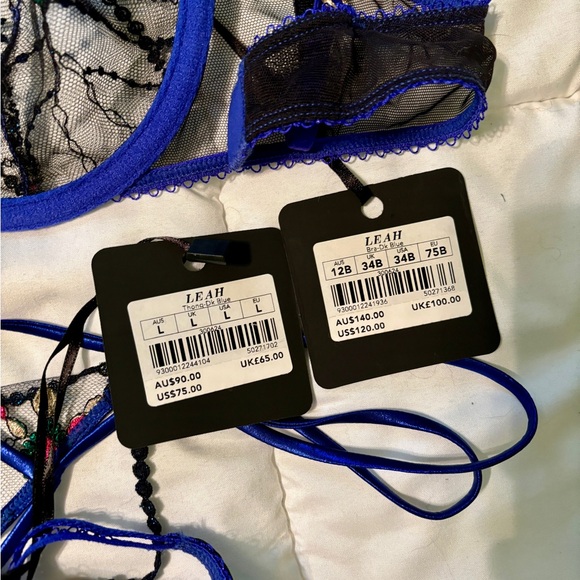 LEAH
Thong-Dk Blue
AUS UK USA EU
L L L L
500624
9300012244104 50271702
AU$90.00 UK£65.00
US$75.00
LEAH
Bra-Dk Blue
AUS UK USA EU
12B 34B 34B 75B
500624
9300012241936 50271368
AU$140.00 UK£100.00
US$120.00